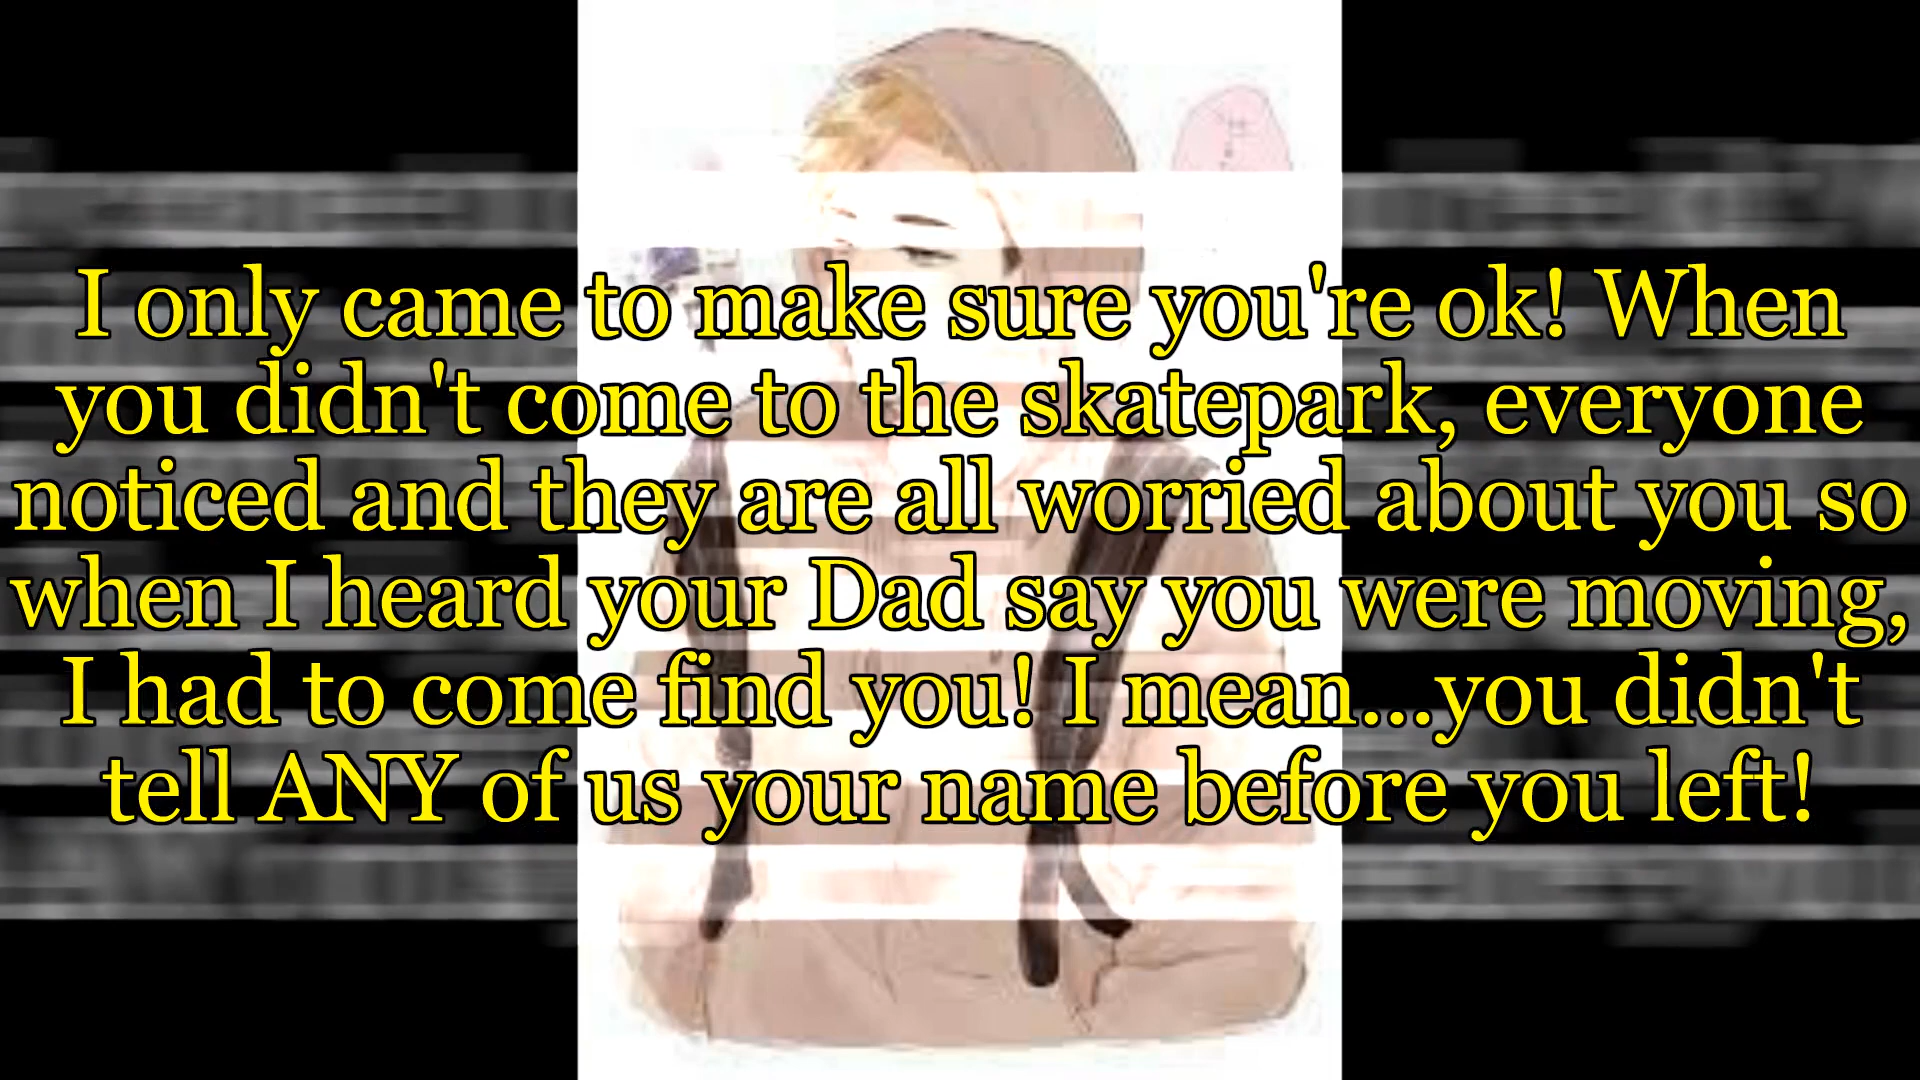 I only came to make sure you're ok! When
you didn't come to the skatepark, everyone
noticed and they are all worried about you so
when I heard your Dad say you were moving,
I had to come find you! I mean...you didn't
tell ANY of us your name before you left!